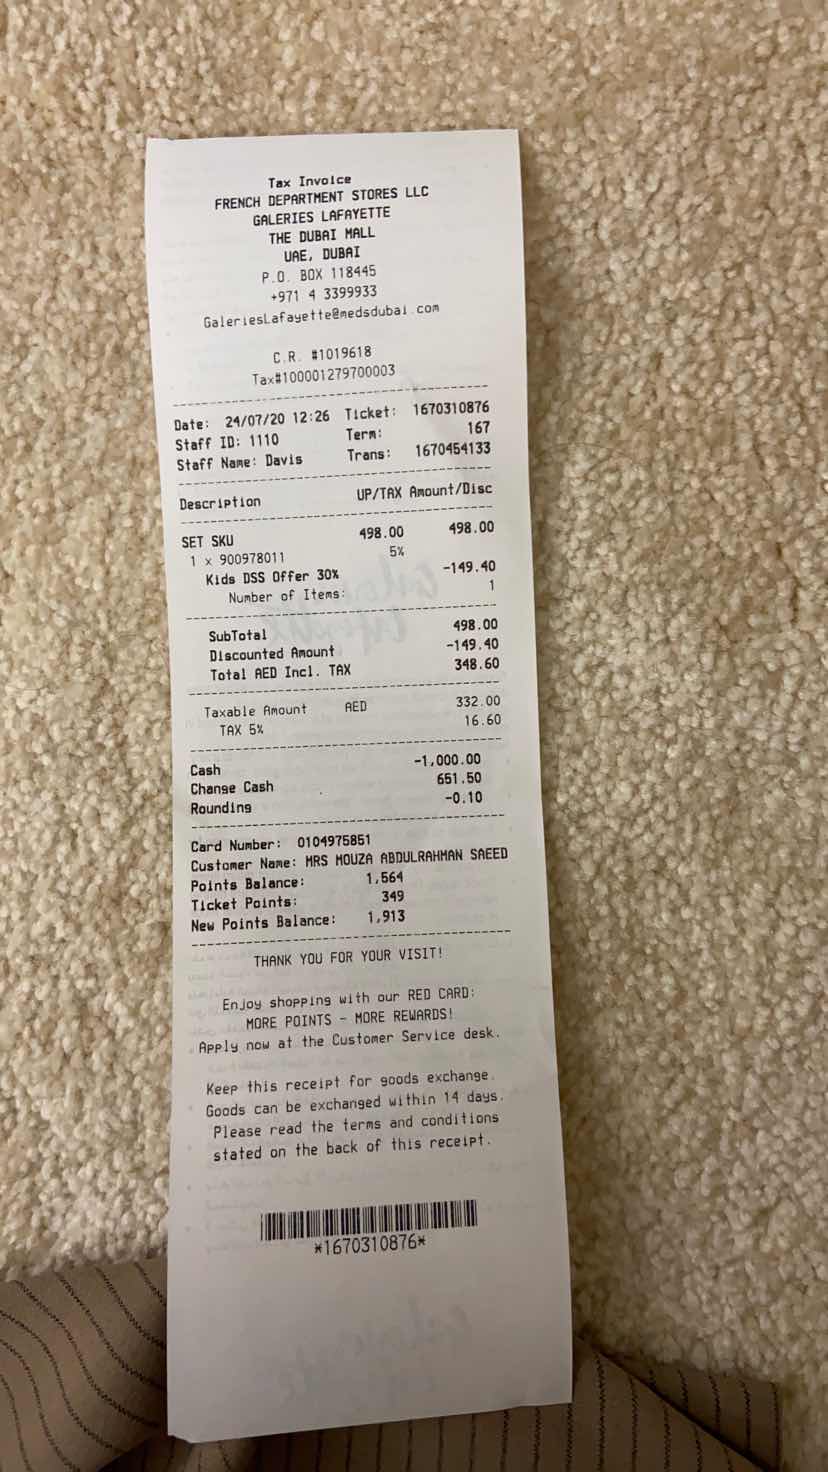 Tax Invoice
FRENCH DEPARTMENT STORES LLC
GALERIES LAFAYETTE
THE DUBAI MALL
UAE, DUBAI
P.O. BOX 118445
+971 4 3399933
GaleriesLafayette@medsdubai.com
C.R. #1019618
Tax#100001279700003
Date: 24/07/20 12:26 Ticket: 1670310876
Staff ID: 1110 Term: 167
Staff Name: Davis Trans: 1670454133
Description UP/TAX Amount/Disc
SET SKU 498.00 498.00
1 x 900978011 5%
Kids DSS Offer 30% -149.40
Number of Items: 1
SubTotal 498.00
Discounted Amount -149.40
Total AED Incl. TAX 348.60
Taxable Amount AED 332.00
TAX 5% 16.60
Cash -1,000.00
Change Cash 651.50
Rounding -0.10
Card Number: 0104975851
Customer Name: MRS MOUZA ABDULRAHMAN SAEED
Points Balance: 1,564
Ticket Points: 349
New Points Balance: 1,913
THANK YOU FOR YOUR VISIT!
Enjoy shopping with our RED CARD:
MORE POINTS - MORE REWARDS!
Apply now at the Customer Service desk.
Keep this receipt for goods exchange.
Goods can be exchanged within 14 days.
Please read the terms and conditions
stated on the back of this receipt.
*1670310876*